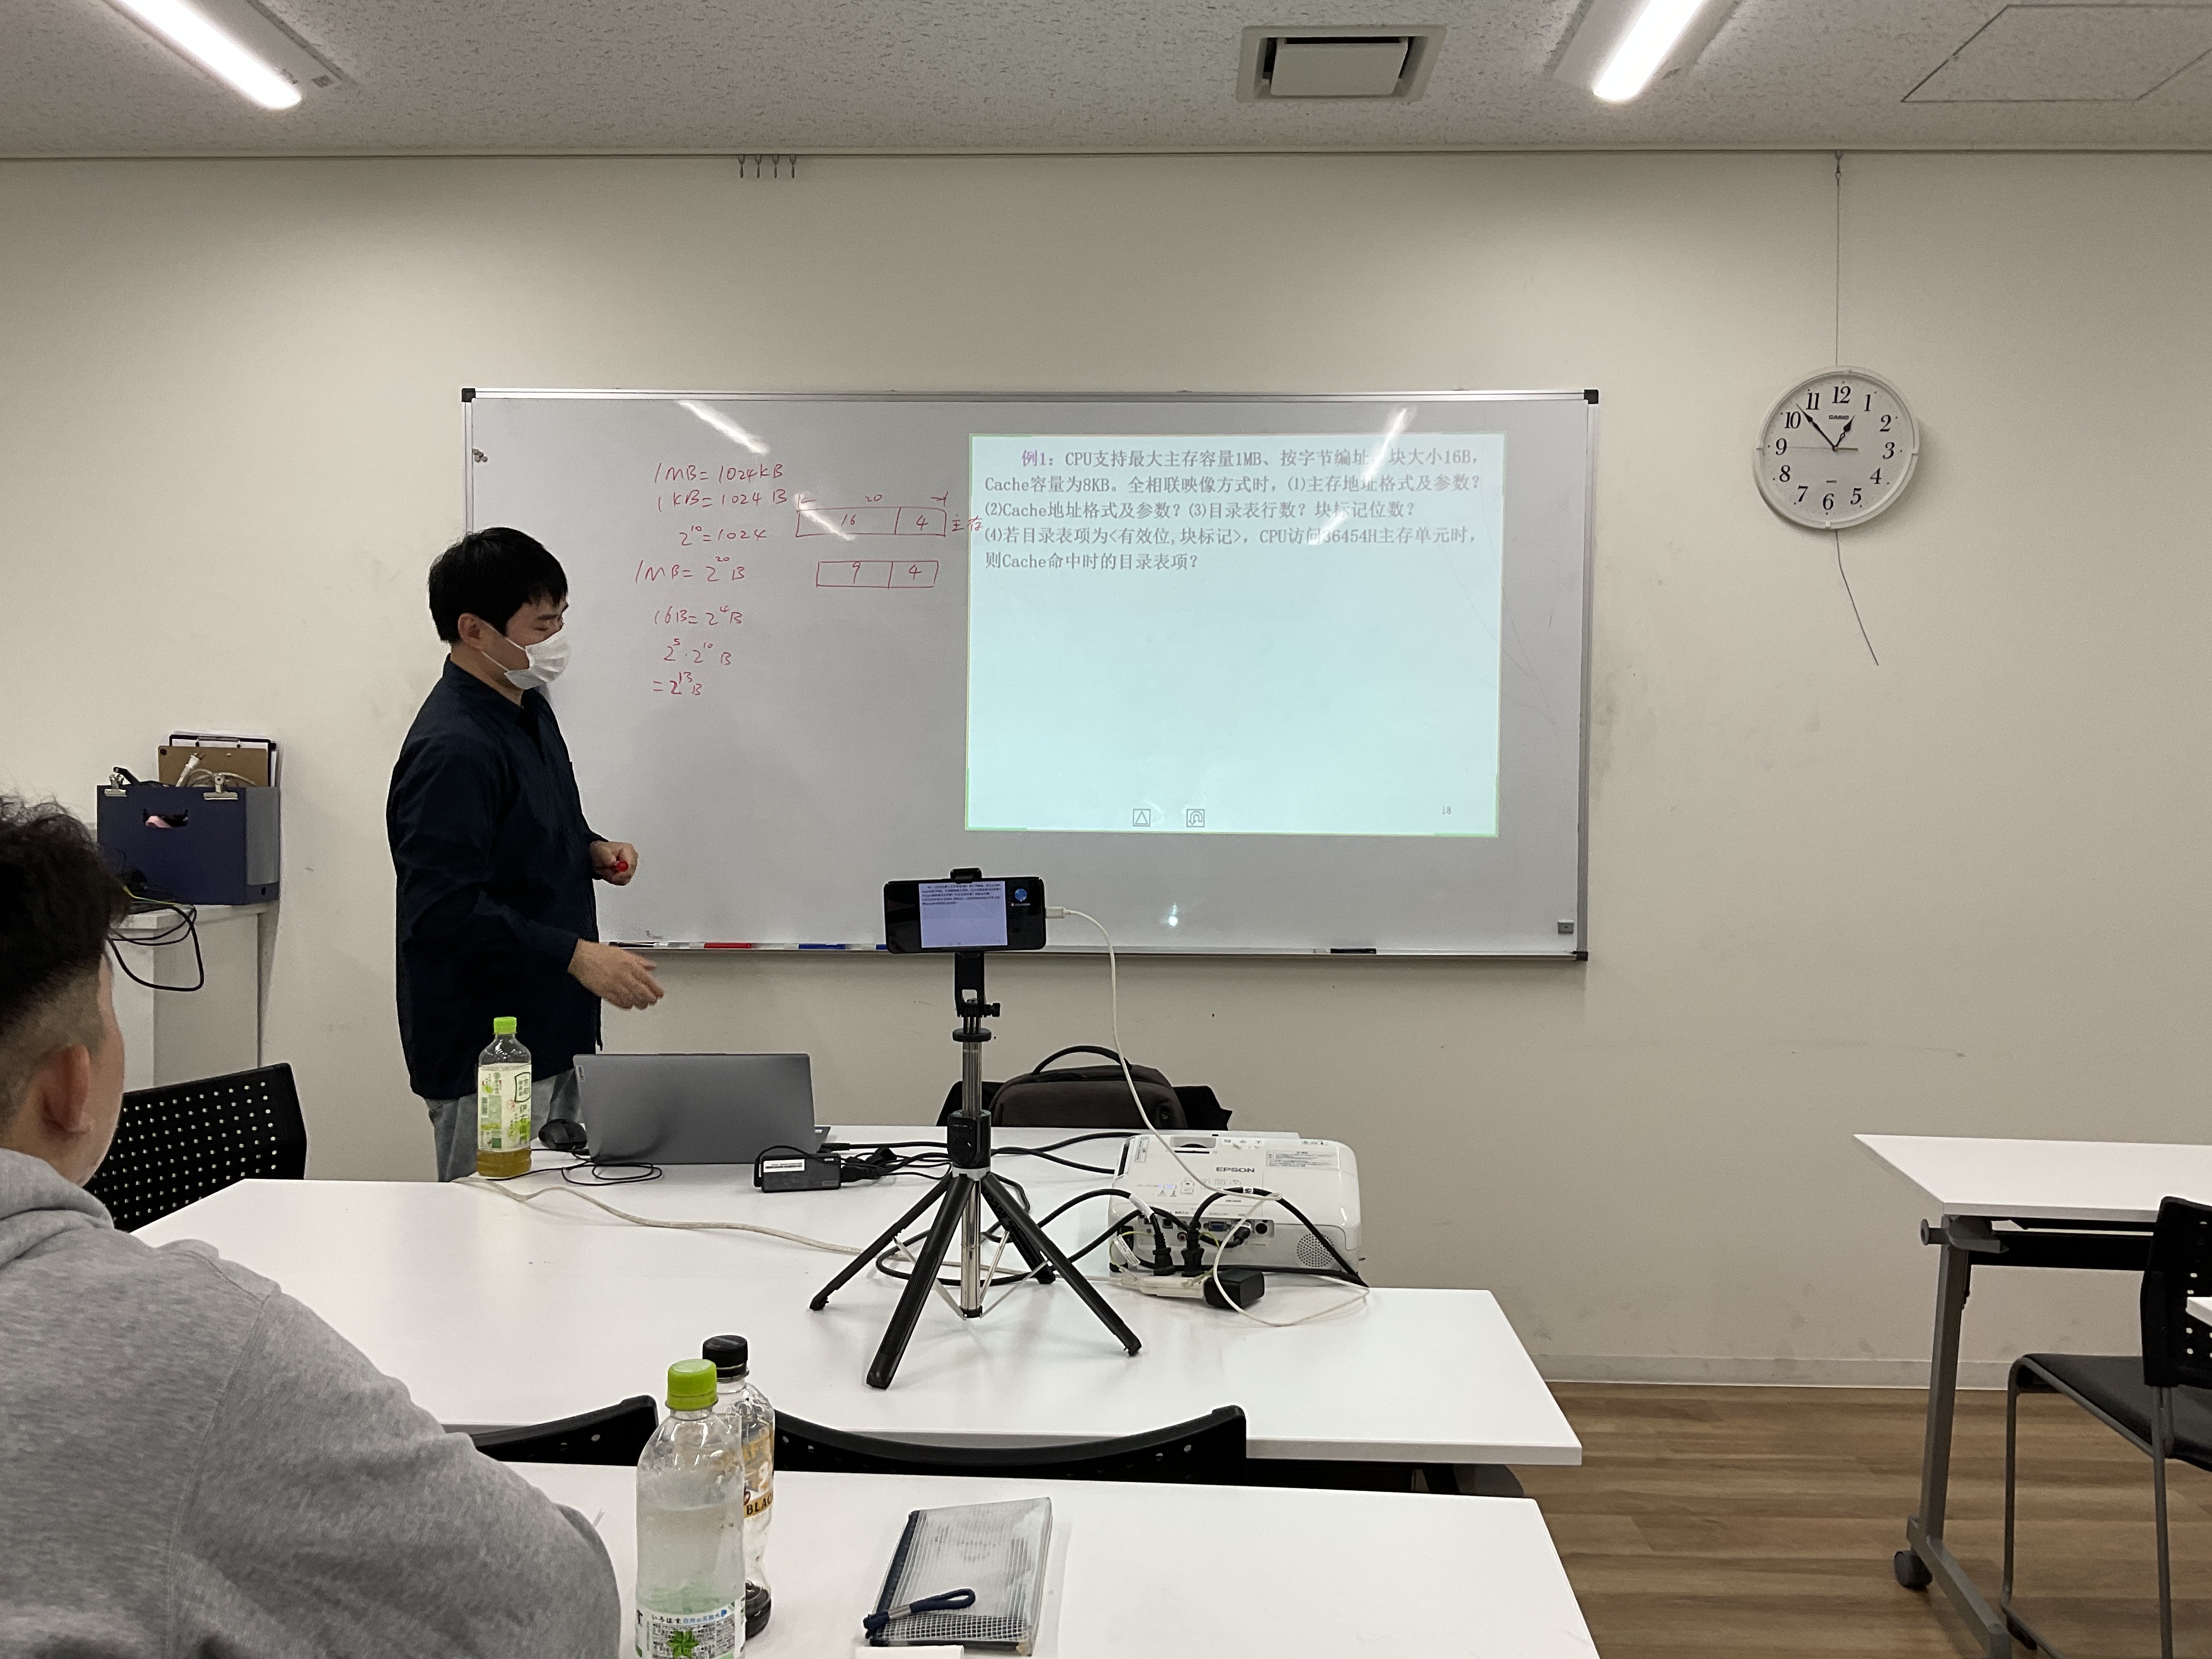 1MB=1024KB
1KB=1024B
2^10=1024
1MB=2^20B
16B=2^4B
2^5·2^10B
=2^13B
20
16 4 主存
9 4
例1：CPU支持最大主存容量1MB、按字节编址，块大小16B，
Cache容量为8KB。全相联映像方式时，⑴主存地址格式及参数？
⑵Cache地址格式及参数？⑶目录表行数？块标记位数？
⑷若目录表项为<有效位,块标记>，CPU访问36454H主存单元时，
则Cache命中时的目录表项？
18
12
1
2
3
4
5
6
7
8
9
10
11
CASIO
EPSON
BLACK
いろはす